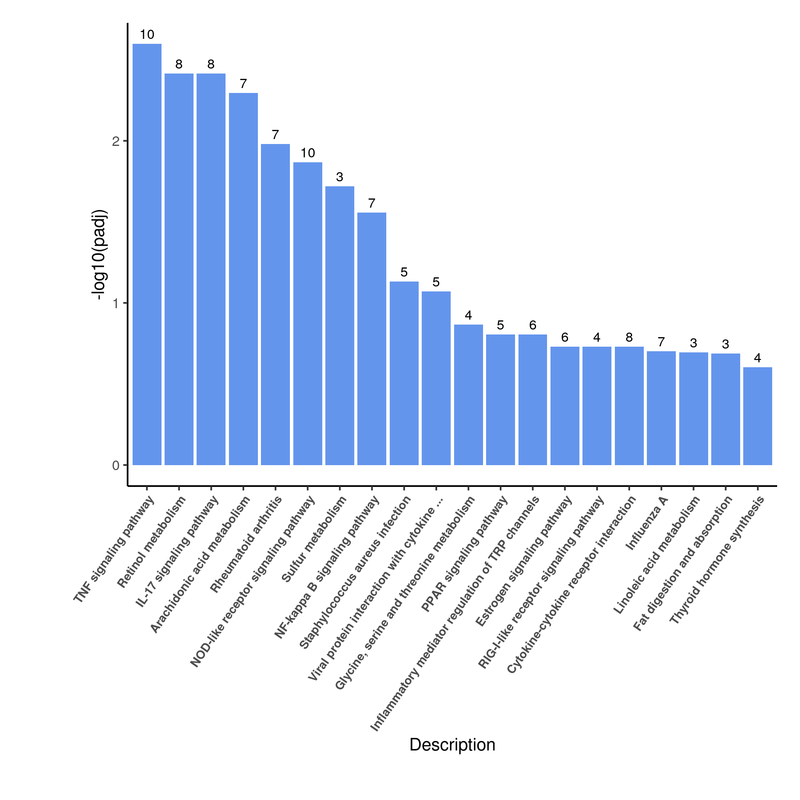 10
8
8
7
7
10
3
7
5
5
4
5
6
6
4
8
7
3
3
4
-log10(padj)
2
1
0
TNF signaling pathway
Retinol metabolism
IL-17 signaling pathway
Arachidonic acid metabolism
Rheumatoid arthritis
NOD-like receptor signaling pathway
Sulfur metabolism
NF-kappa B signaling pathway
Staphylococcus aureus infection
Viral protein interaction with cytokine ...
Glycine, serine and threonine metabolism
PPAR signaling pathway
Inflammatory mediator regulation of TRP channels
Estrogen signaling pathway
RIG-I-like receptor signaling pathway
Cytokine-cytokine receptor interaction
Influenza A
Linoleic acid metabolism
Fat digestion and absorption
Thyroid hormone synthesis
Description